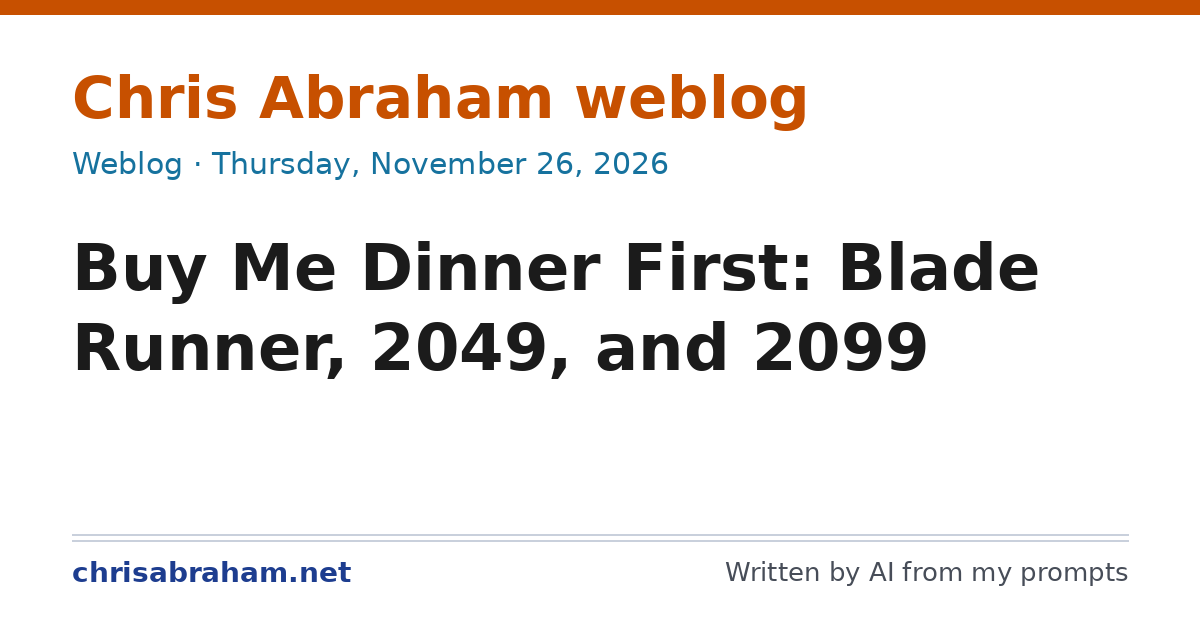 Chris Abraham weblog
Weblog · Thursday, November 26, 2026
Buy Me Dinner First: Blade
Runner, 2049, and 2099
chrisabraham.net
Written by AI from my prompts